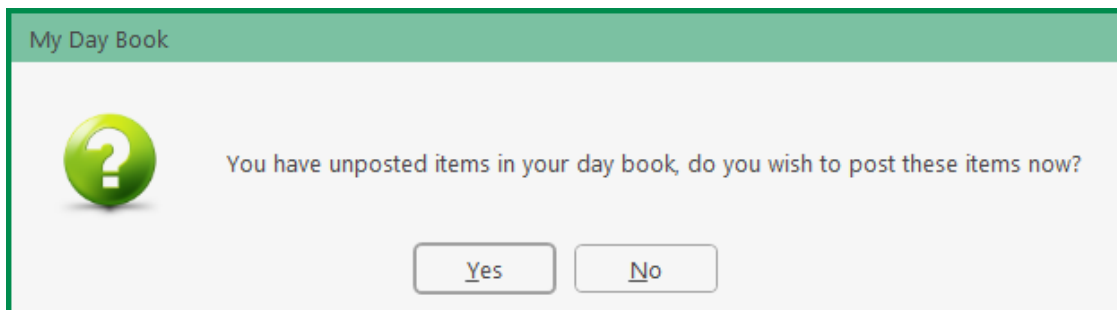 My Day Book
You have unposted items in your day book, do you wish to post these items now?
Yes
No